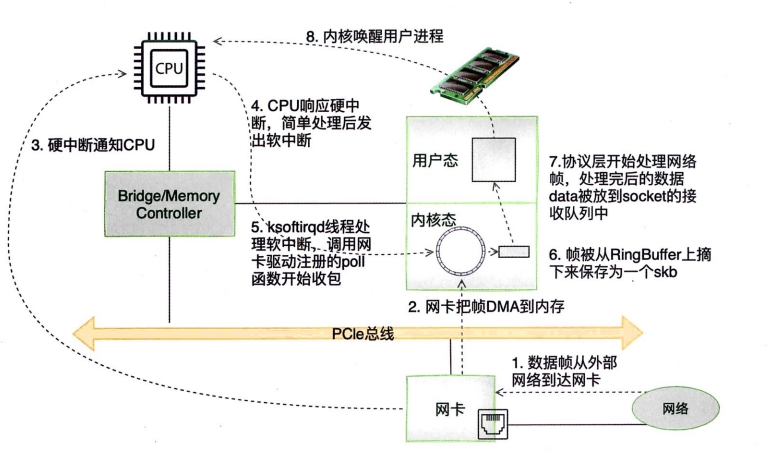 8. 内核唤醒用户进程
CPU
4. CPU响应硬中
断，简单处理后发
出软中断
3. 硬中断通知CPU
用户态
7.协议层开始处理网络
帧，处理完后的数据
data被放到socket的接
收队列中
Bridge/Memory
Controller
内核态
5. ksoftirqd线程处
理软中断，调用网
卡驱动注册的poll
函数开始收包
6. 帧被从RingBuffer上摘
下来保存为一个skb
2. 网卡把帧DMA到内存
PCIe总线
1. 数据帧从外部
网络到达网卡
网卡
网络